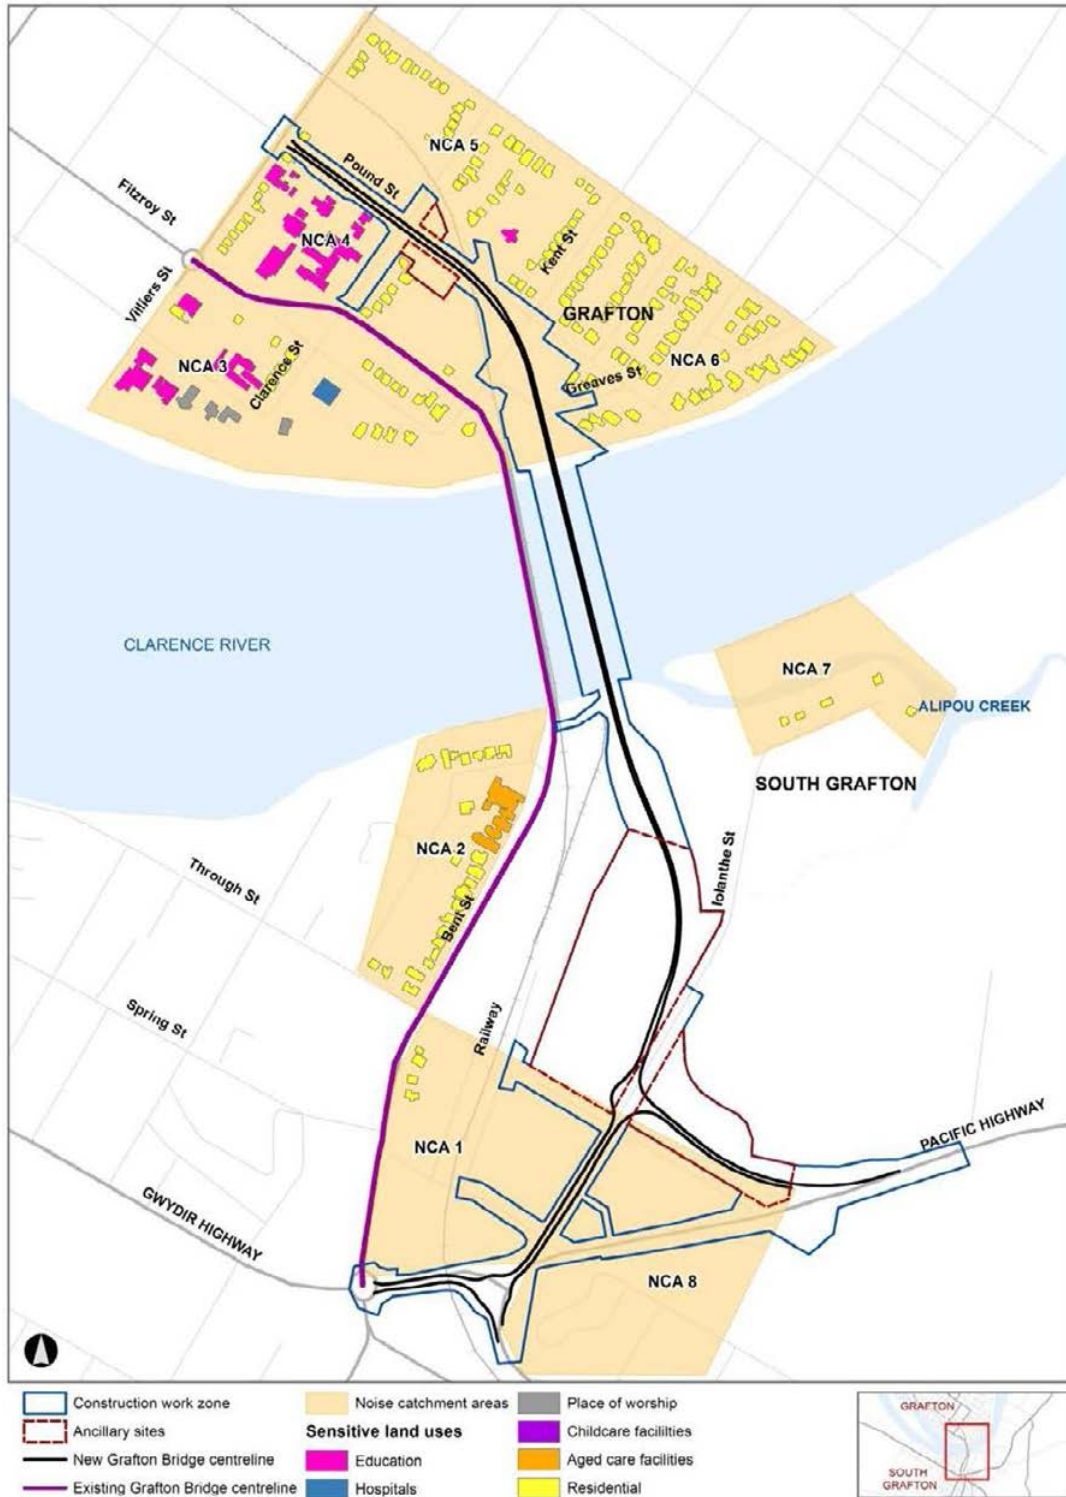 NCA 5
Pound St
Fitzroy St
NCA 4
Kent St
Villiers St
GRAFTON
NCA 3
Clarence St
NCA 6
Greaves St
CLARENCE RIVER
NCA 7
ALIPOU CREEK
SOUTH GRAFTON
NCA 2
Iolanthe St
Through St
Bent St
Spring St
Railway
NCA 1
PACIFIC HIGHWAY
GWYDIR HIGHWAY
NCA 8
Construction work zone
Ancillary sites
New Grafton Bridge centreline
Existing Grafton Bridge centreline
Noise catchment areas
Sensitive land uses
Education
Hospitals
Place of worship
Childcare facililties
Aged care facilities
Residential
GRAFTON
SOUTH
GRAFTON